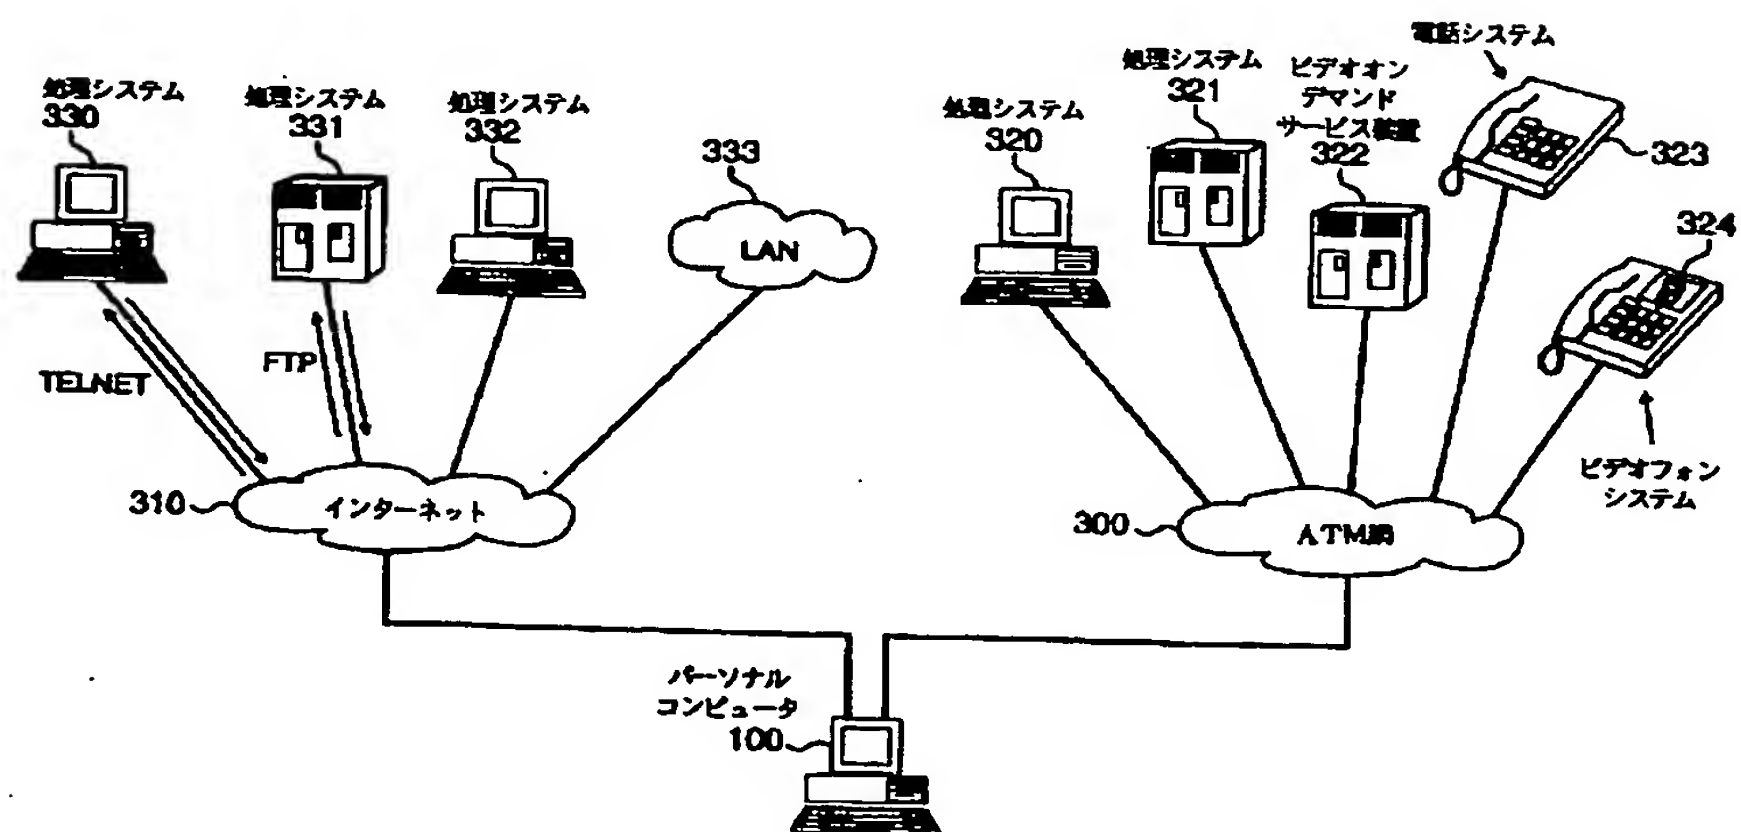 処理システム
330
処理システム
331
処理システム
332
333
LAN
TELNET
FTP
310
インターネット
処理システム
320
処理システム
321
ビデオオン
デマンド
サービス装置
322
電話システム
323
324
ビデオフォン
システム
300
ATM網
パーソナル
コンピュータ
100